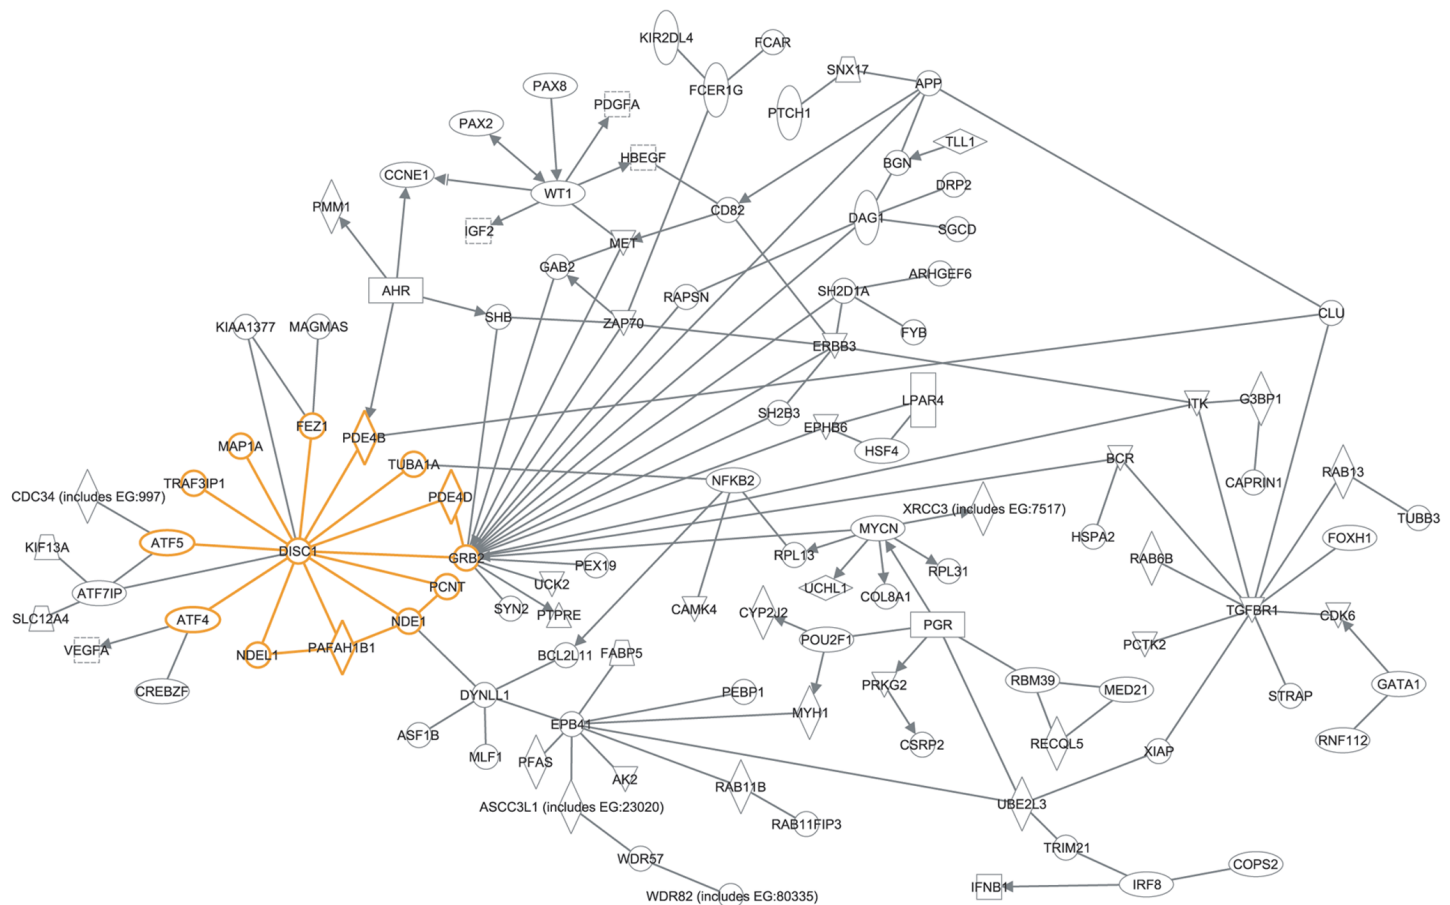 KIR2DL4
FCAR
SNX17
APP
PAX8
FCER1G
PDGFA
PTCH1
PAX2
TLL1
HBEGF
BGN
CCNE1
DRP2
WT1
PMM1
CD82
DAG1
IGF2
SGCD
MET
GAB2
ARHGEF6
AHR
RAPSN
SH2D1A
SHB
ZAP70
CLU
KIAA1377
MAGMAS
FYB
ERBB3
LPAR4
ITK
G3BP1
SH2B3
FEZ1
EPHB6
PDE4B
MAP1A
HSF4
TUBA1A
BCR
RAB13
TRAF3IP1
NFKB2
CAPRIN1
PDE4D
CDC34 (includes EG:997)
XRCC3 (includes EG:7517)
TUBB3
MYCN
HSPA2
FOXH1
ATF5
KIF13A
DISC1
GRB2
RPL13
RAB6B
PEX19
RPL31
UCK2
PCNT
UCHL1
ATF7IP
COL8A1
SYN2
CAMK4
CYP2J2
TGFBR1
PTPRE
CDK6
SLC12A4
ATF4
NDE1
PGR
POU2F1
PCTK2
VEGFA
NDEL1
PAFAH1B1
BCL2L11
FABP5
RBM39
PRKG2
MED21
GATA1
CREBZF
DYNLL1
PEBP1
STRAP
MYH1
EPB41
ASF1B
CSRP2
RECQL5
RNF112
XIAP
MLF1
PFAS
AK2
RAB11B
UBE2L3
ASCC3L1 (includes EG:23020)
RAB11FIP3
TRIM21
WDR57
COPS2
IFNB1
IRF8
WDR82 (includes EG:80335)